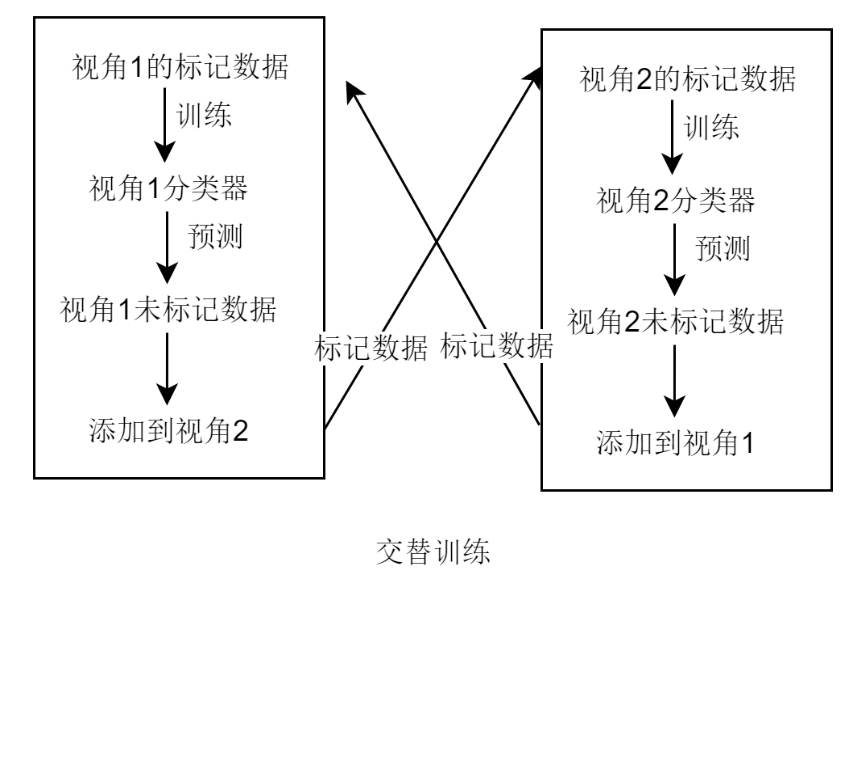 视角1的标记数据
训练
视角1分类器
预测
视角1未标记数据
添加到视角2
标记数据
标记数据
视角2的标记数据
训练
视角2分类器
预测
视角2未标记数据
添加到视角1
交替训练